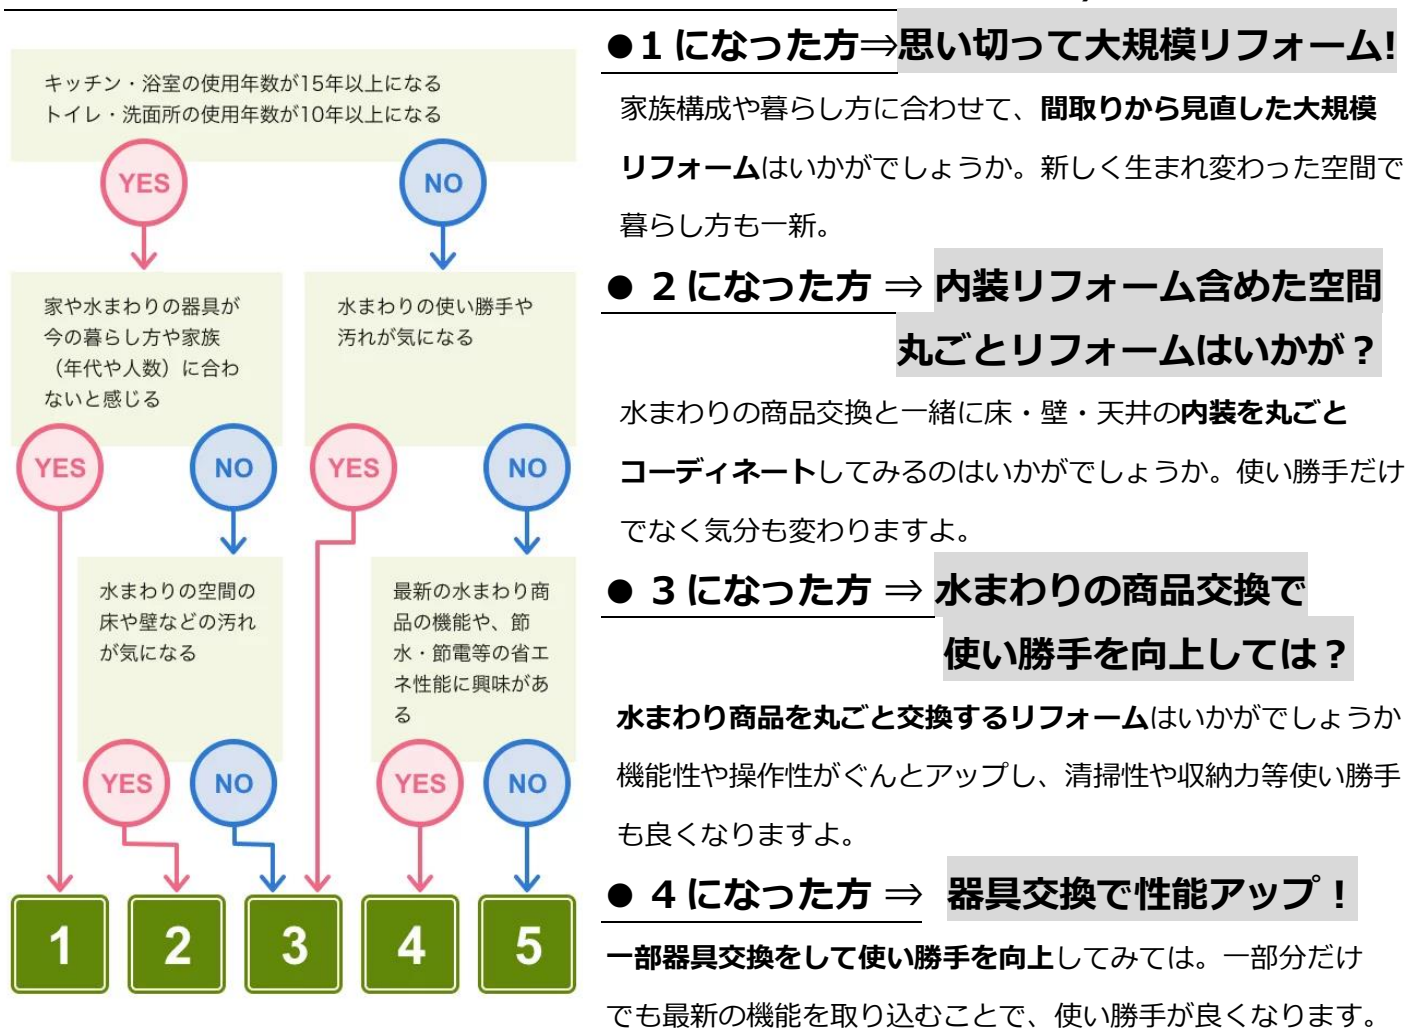 キッチン・浴室の使用年数が15年以上になる
トイレ・洗面所の使用年数が10年以上になる
YES
NO
家や水まわりの器具が
今の暮らし方や家族
（年代や人数）に合わ
ないと感じる
水まわりの使い勝手や
汚れが気になる
YES
NO
YES
NO
水まわりの空間の
床や壁などの汚れ
が気になる
最新の水まわり商
品の機能や、節
水・節電等の省エ
ネ性能に興味があ
る
YES
NO
YES
NO
1
2
3
4
5
●1になった方⇒思い切って大規模リフォーム!
家族構成や暮らし方に合わせて、間取りから見直した大規模
リフォームはいかがでしょうか。新しく生まれ変わった空間で
暮らし方も一新。
● 2になった方 ⇒ 内装リフォーム含めた空間
丸ごとリフォームはいかが？
水まわりの商品交換と一緒に床・壁・天井の内装を丸ごと
コーディネートしてみるのはいかがでしょうか。使い勝手だけ
でなく気分も変わりますよ。
● 3になった方 ⇒ 水まわりの商品交換で
使い勝手を向上しては？
水まわり商品を丸ごと交換するリフォームはいかがでしょうか
機能性や操作性がぐんとアップし、清掃性や収納力等使い勝手
も良くなりますよ。
● 4になった方 ⇒ 器具交換で性能アップ！
一部器具交換をして使い勝手を向上してみては。一部分だけ
でも最新の機能を取り込むことで、使い勝手が良くなります。